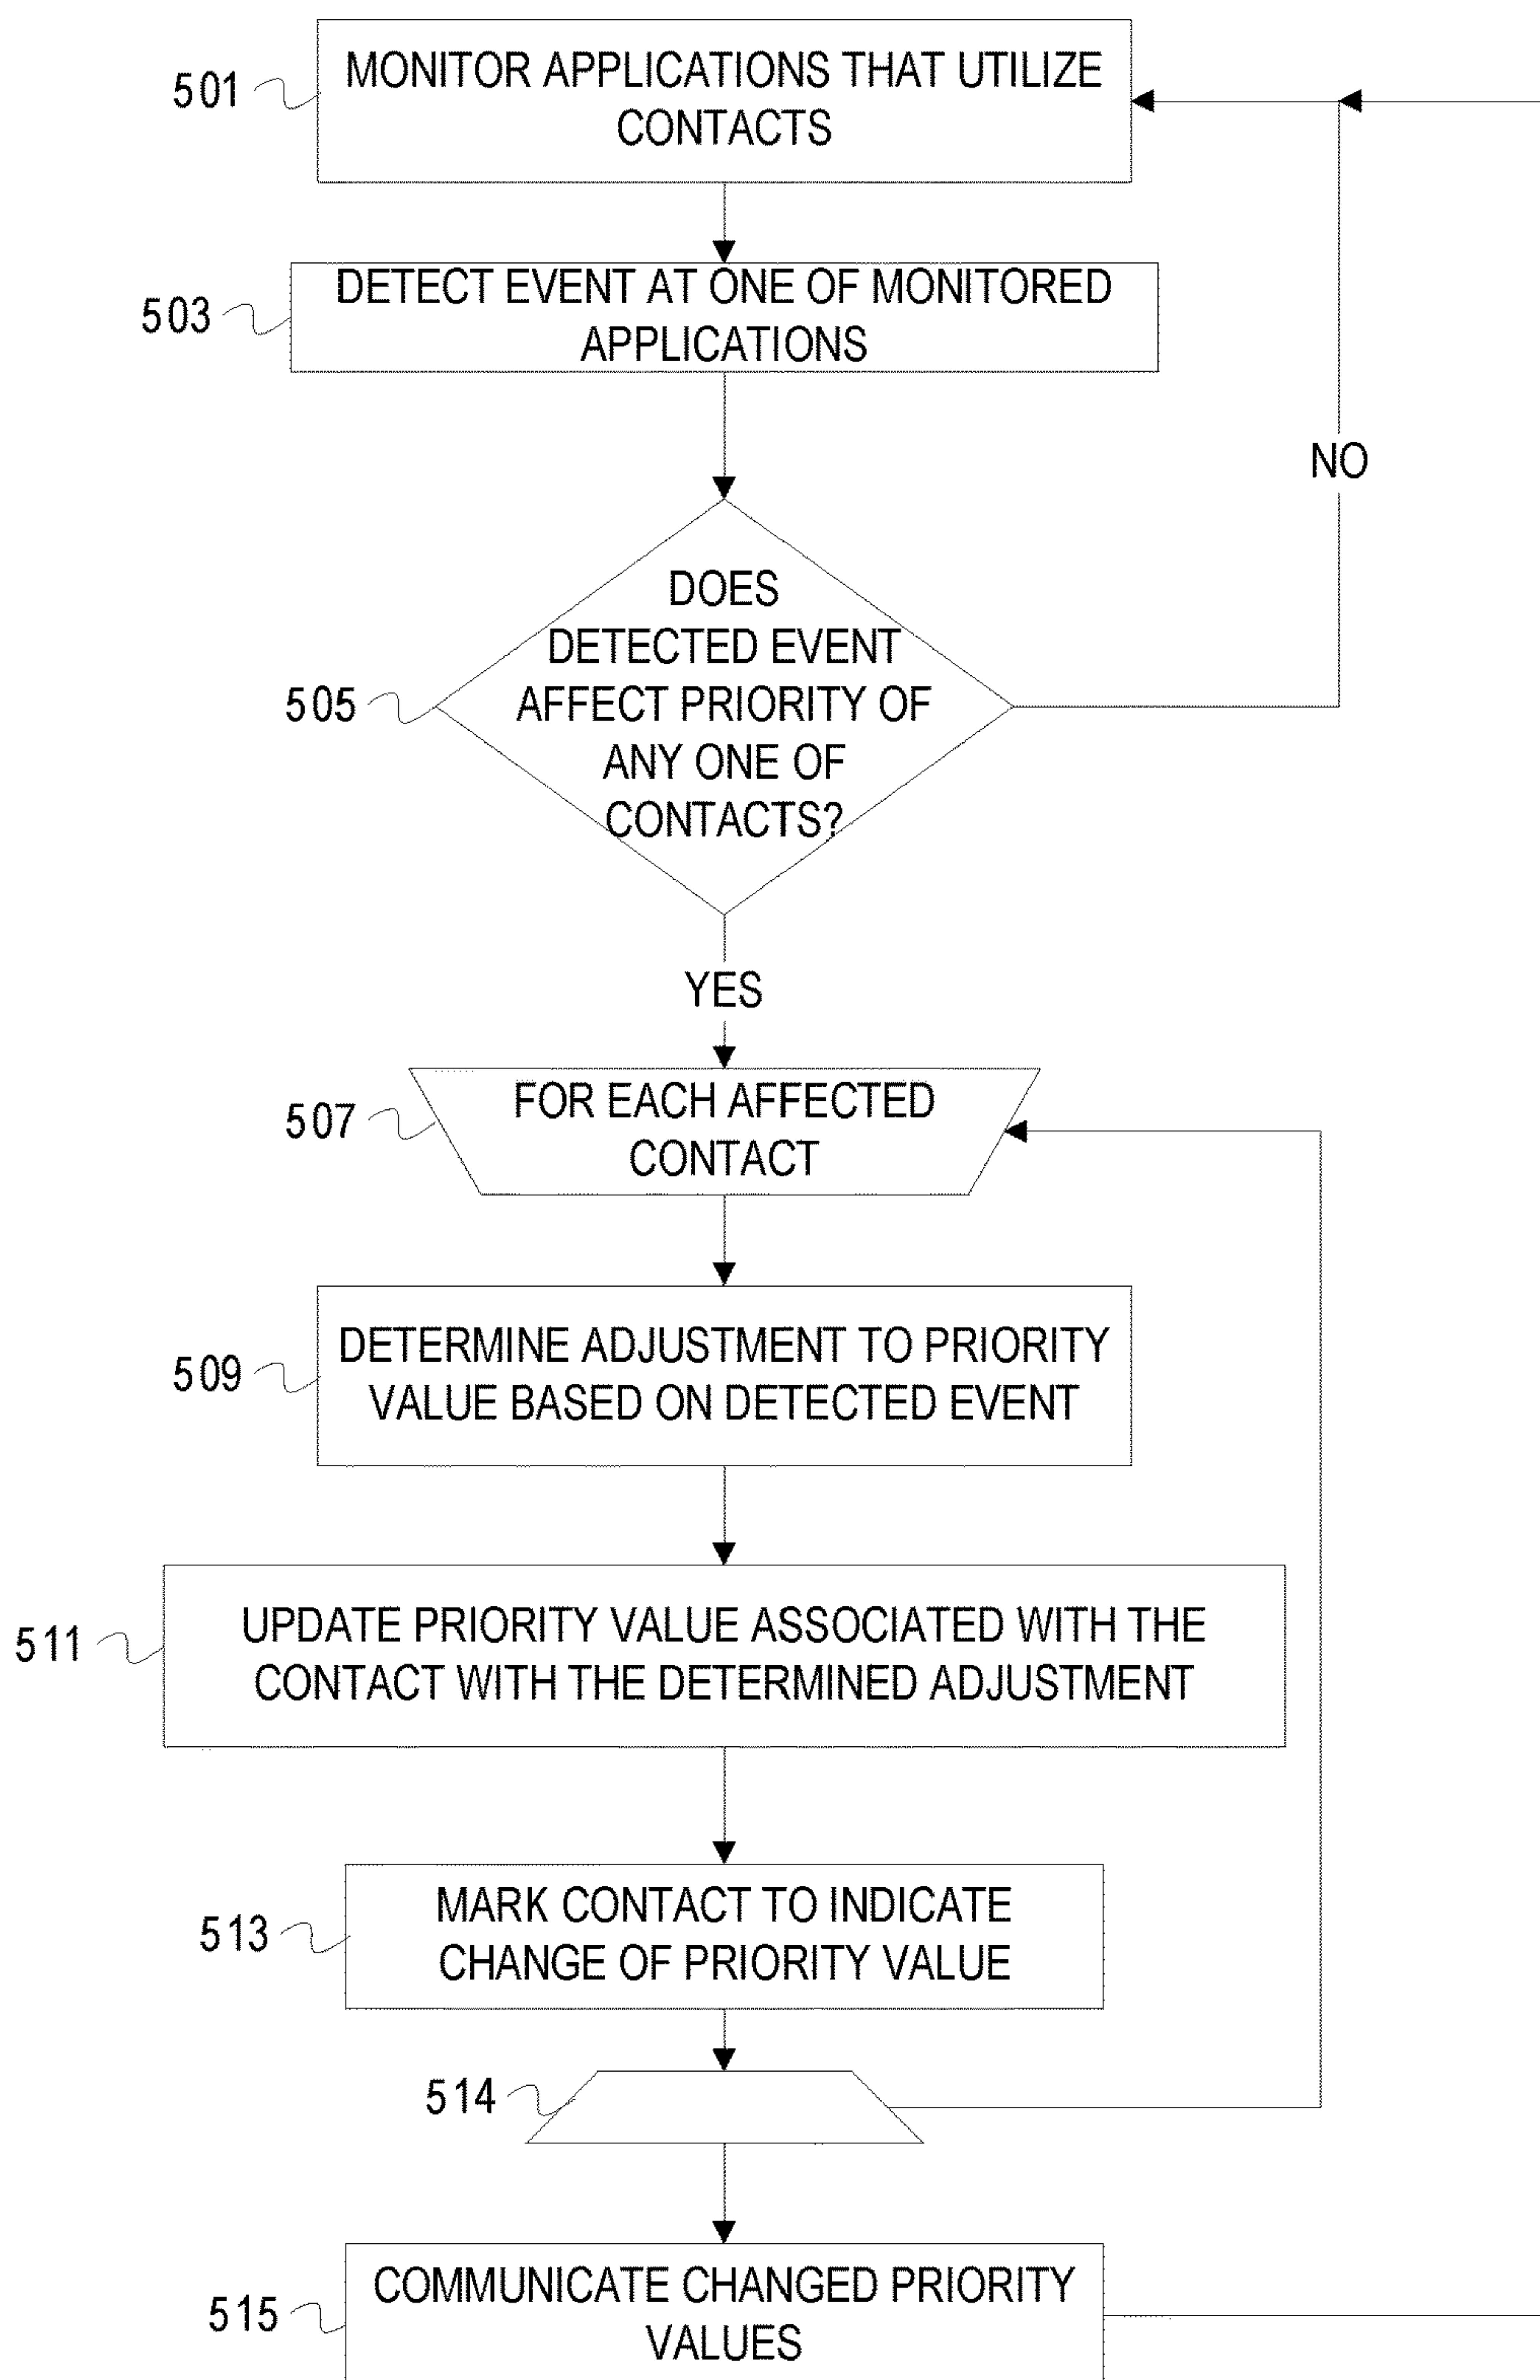 501
MONITOR APPLICATIONS THAT UTILIZE
CONTACTS
503
DETECT EVENT AT ONE OF MONITORED
APPLICATIONS
NO
505
DOES
DETECTED EVENT
AFFECT PRIORITY OF
ANY ONE OF
CONTACTS?
YES
507
FOR EACH AFFECTED
CONTACT
509
DETERMINE ADJUSTMENT TO PRIORITY
VALUE BASED ON DETECTED EVENT
511
UPDATE PRIORITY VALUE ASSOCIATED WITH THE
CONTACT WITH THE DETERMINED ADJUSTMENT
513
MARK CONTACT TO INDICATE
CHANGE OF PRIORITY VALUE
514
515
COMMUNICATE CHANGED PRIORITY
VALUES